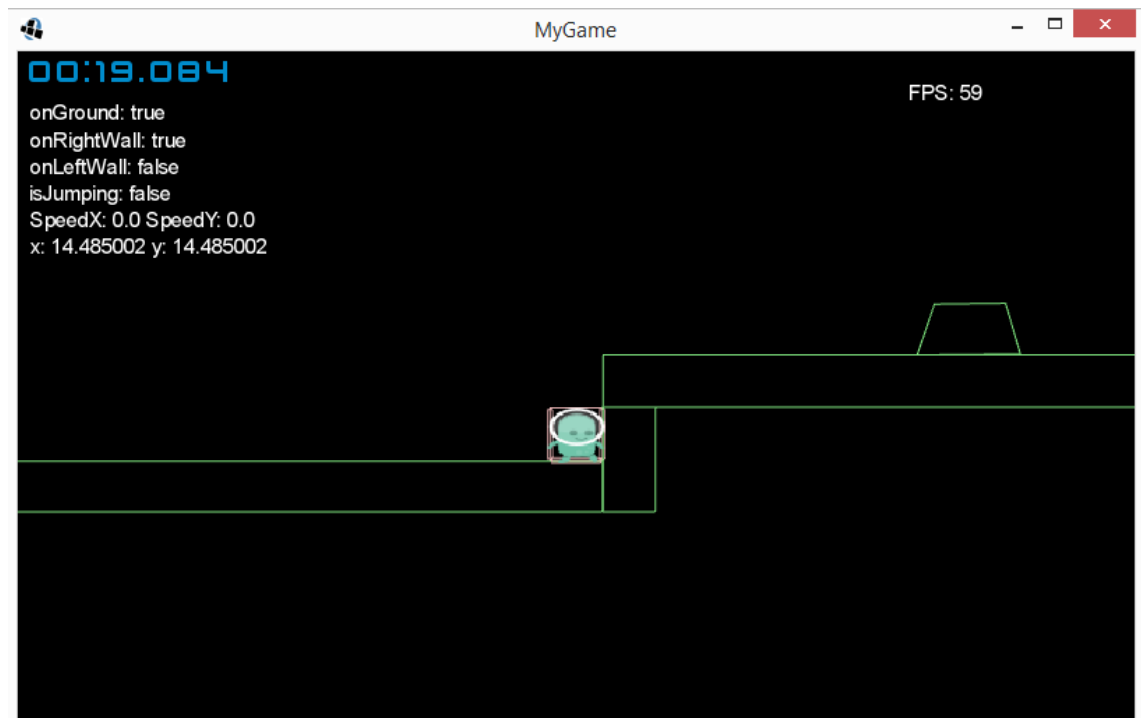 MyGame
00:19.084
FPS: 59
onGround: true
onRightWall: true
onLeftWall: false
isJumping: false
SpeedX: 0.0 SpeedY: 0.0
x: 14.485002 y: 14.485002